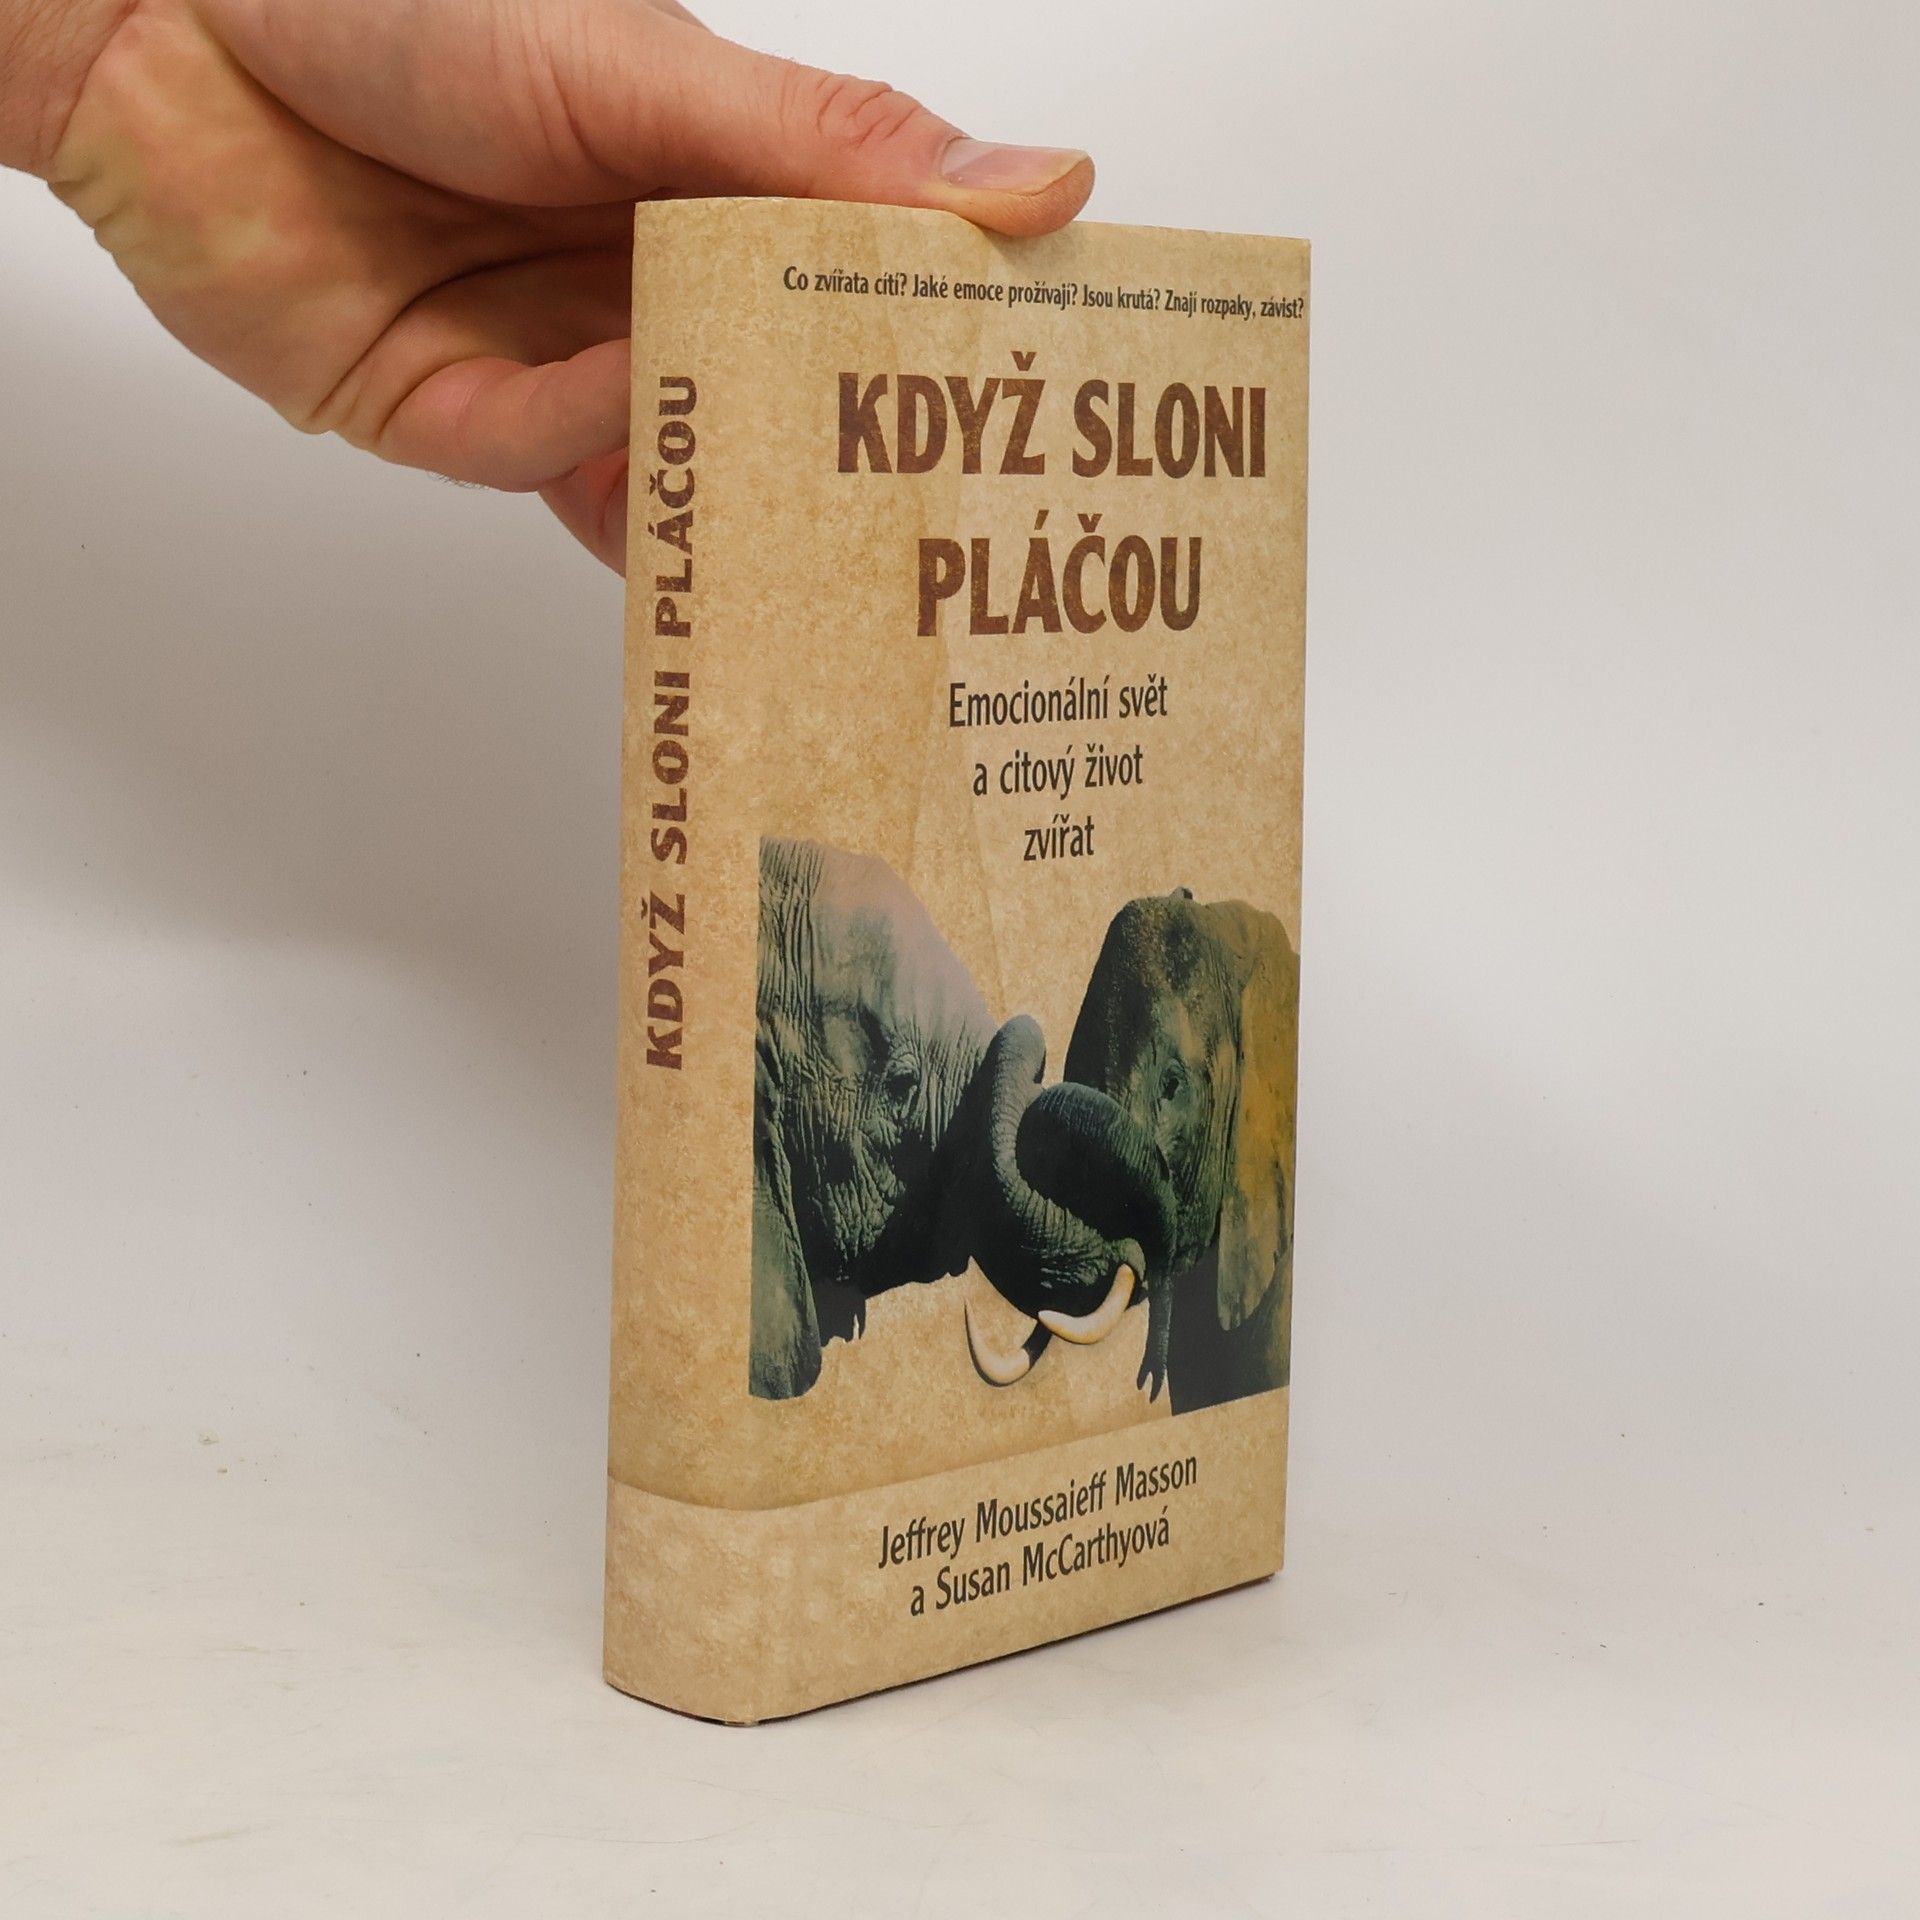 KDYŽ SLONI PLÁČOU
Co zvířata cítí? Jaké emoce prožívají? Jsou krutá? Znají rozpaky, závist?
KDYŽ SLONI
PLÁČOU
Emocionální svět
a citový život
zvířat
Jeffrey Moussaieff Masson
a Susan McCarthyová